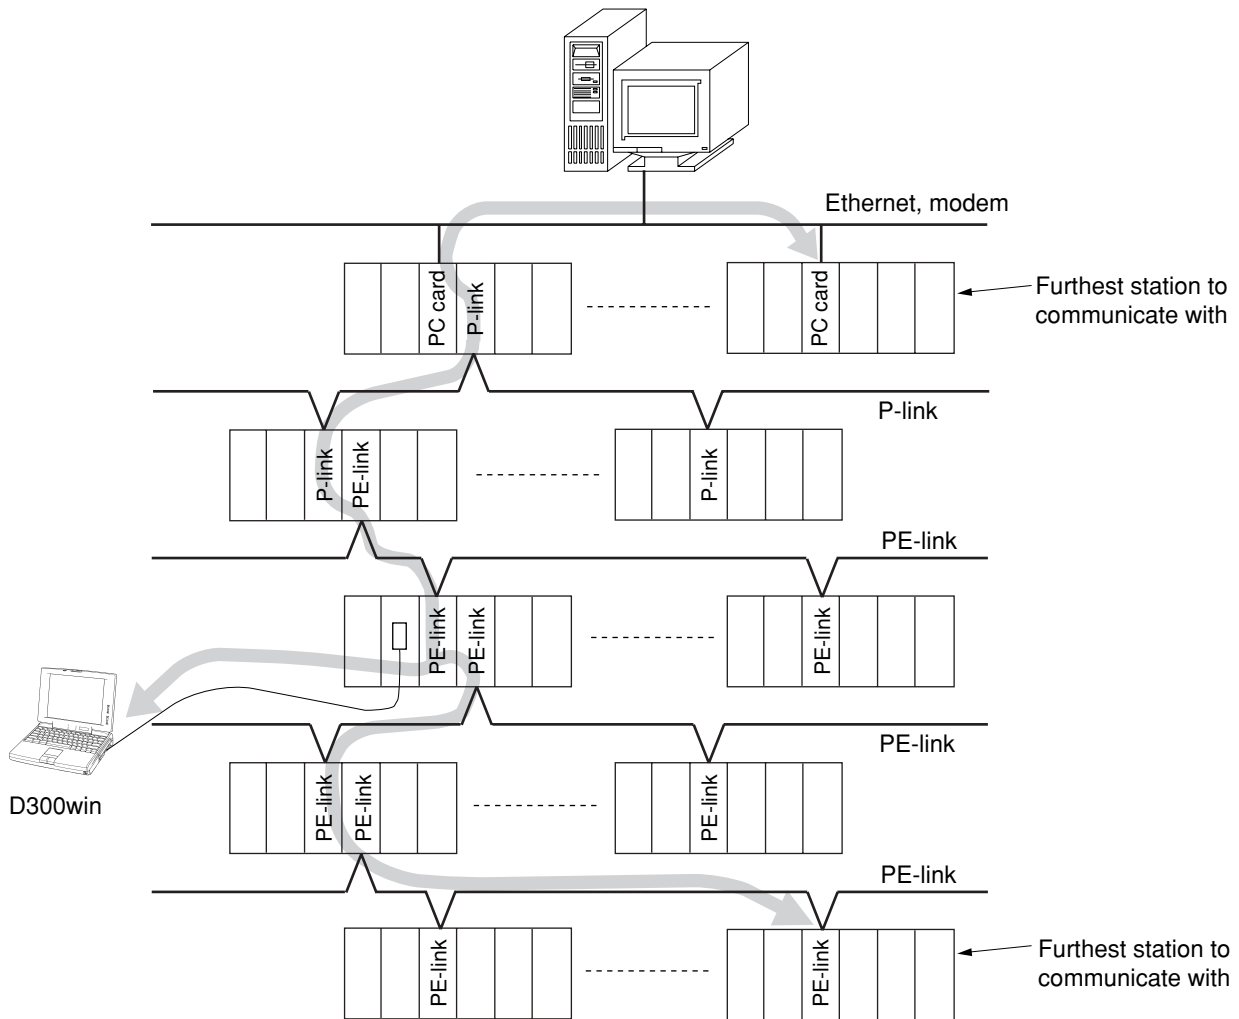 Ethernet, modem
PC card
P-link
PC card
Furthest station to
communicate with
P-link
P-link
PE-link
P-link
PE-link
PE-link
PE-link
PE-link
PE-link
D300win
PE-link
PE-link
PE-link
PE-link
PE-link
PE-link
Furthest station to
communicate with